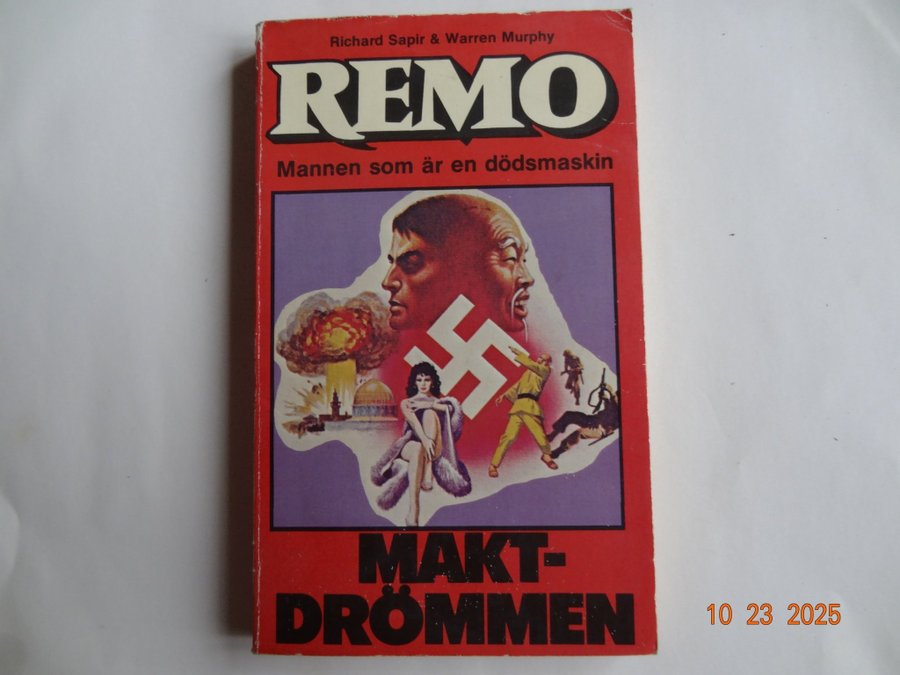 Richard Sapir & Warren Murphy
REMO
Mannen som är en dödsmaskin
MAKT-
DRÖMMEN
10 23 2025